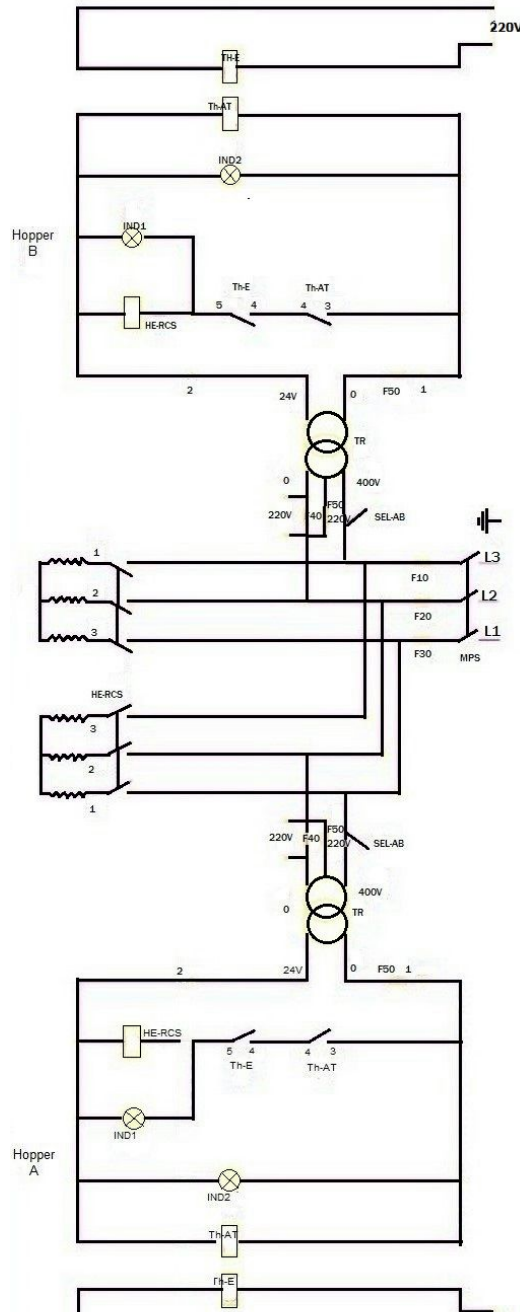 220V
TH-E
Th-AT
IND2
IND1
Hopper
B
Th-E
Th-AT
5 4 4 3
HE-RCS
2 24V 0 F50 1
TR
0 400V
F50
220V F40 220V SEL-AB
1 L3
F10
2 L2
F20
3 L1
F30 MPS
HE-RCS
3
2
1
F50
220V F40 220V SEL-AB
400V
0 TR
2 24V 0 F50 1
HE-RCS
5 4 4 3
Th-E Th-AT
IND1
Hopper
A
IND2
Th-AT
Th-E